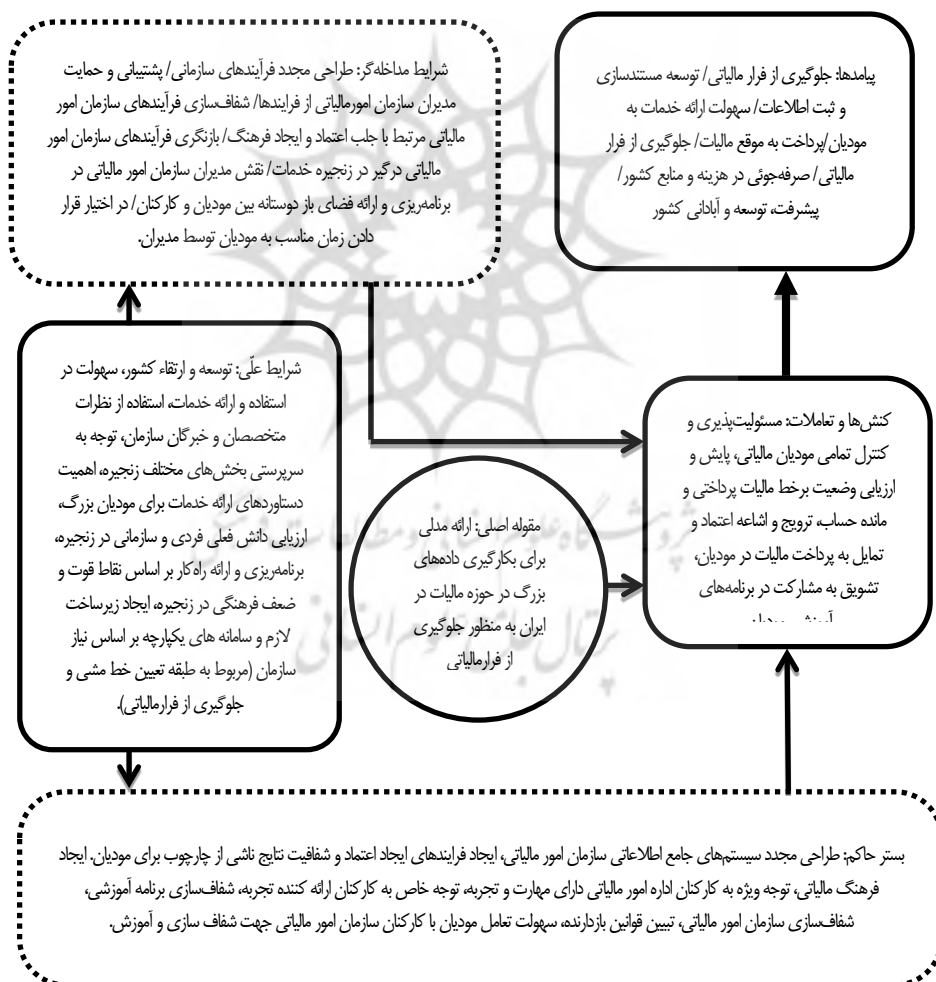 شرایط مداخله‌گر: طراحی مجدد فرآیندهای سازمانی/ پشتیبانی و حمایت
مدیران سازمان امورمالیاتی از فرایندها/ شفاف‌سازی فرآیندهای سازمان امور
مالیاتی مرتبط با جلب اعتماد و ایجاد فرهنگ/ بازنگری فرآیندهای سازمان امور
مالیاتی درگیر در زنجیره خدمات/ نقش مدیران سازمان امور مالیاتی در
برنامه‌ریزی و ارائه فضای باز دوستانه بین مودیان و کارکنان/ در اختیار قرار
دادن زمان مناسب به مودیان توسط مدیران.
پیامدها: جلوگیری از فرار مالیاتی/ توسعه مستندسازی
و ثبت اطلاعات/ سهولت ارائه خدمات به
مودیان/پرداخت به موقع مالیات/ جلوگیری از فرار
مالیاتی/ صرفه‌جوئی در هزینه و منابع کشور/
پیشرفت، توسعه و آبادانی کشور
شرایط علّی: توسعه و ارتقاء کشور، سهولت در
استفاده و ارائه خدمات، استفاده از نظرات
متخصصان و خبرگان سازمان، توجه به
سرپرستی بخش‌های مختلف زنجیره، اهمیت
دستاوردهای ارائه خدمات برای مودیان بزرگ،
ارزیابی دانش فعلی فردی و سازمانی در زنجیره،
برنامه‌ریزی و ارائه راه‌کار بر اساس نقاط قوت و
ضعف فرهنگی در زنجیره، ایجاد زیرساخت
لازم و سامانه های یکپارچه بر اساس نیاز
سازمان (مربوط به طبقه تعیین خط مشی و
جلوگیری از فرارمالیاتی).
مقوله اصلی: ارائه مدلی
برای بکارگیری داده‌های
بزرگ در حوزه مالیات در
ایران به منظور جلوگیری
از فرارمالیاتی
کنش‌ها و تعاملات: مسئولیت‌پذیری و
کنترل تمامی مودیان مالیاتی، پایش و
ارزیابی وضعیت برخط مالیات پرداختی و
مانده حساب، ترویج و اشاعه اعتماد و
تمایل به پرداخت مالیات در مودیان،
تشویق به مشارکت در برنامه‌های
بستر حاکم: طراحی مجدد سیستم‌های جامع اطلاعاتی سازمان امور مالیاتی، ایجاد فرایندهای ایجاد اعتماد و شفافیت نتایج ناشی از چارچوب برای مودیان. ایجاد
فرهنگ مالیاتی، توجه ویژه به کارکنان اداره امور مالیاتی دارای مهارت و تجربه، توجه خاص به کارکنان ارائه کننده تجربه، شفاف‌سازی برنامه آموزشی،
شفاف‌سازی سازمان امور مالیاتی، تبیین قوانین بازدارنده، سهولت تعامل مودیان با کارکنان سازمان امور مالیاتی جهت شفاف سازی و آموزش.
پژوهشگاه علوم انسانی و مطالعات فرهنگی
پرتال جامع علوم انسانی